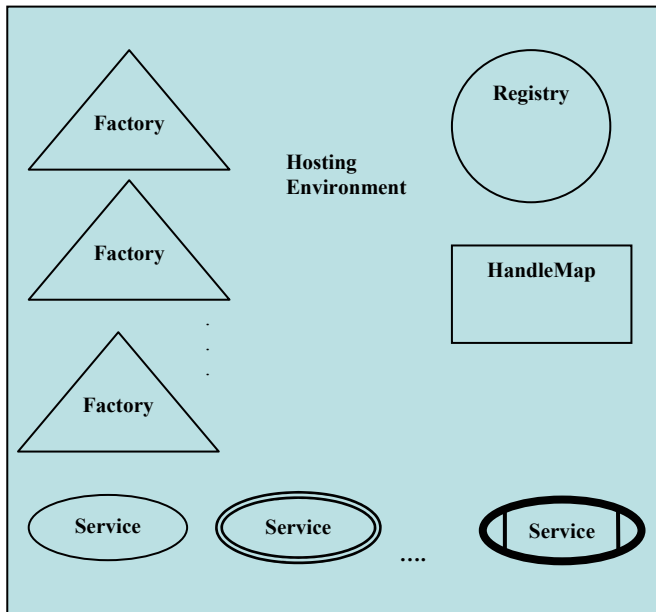 Factory
Registry
Hosting
Environment
Factory
HandleMap
.
.
.
Factory
Service
Service
....
Service